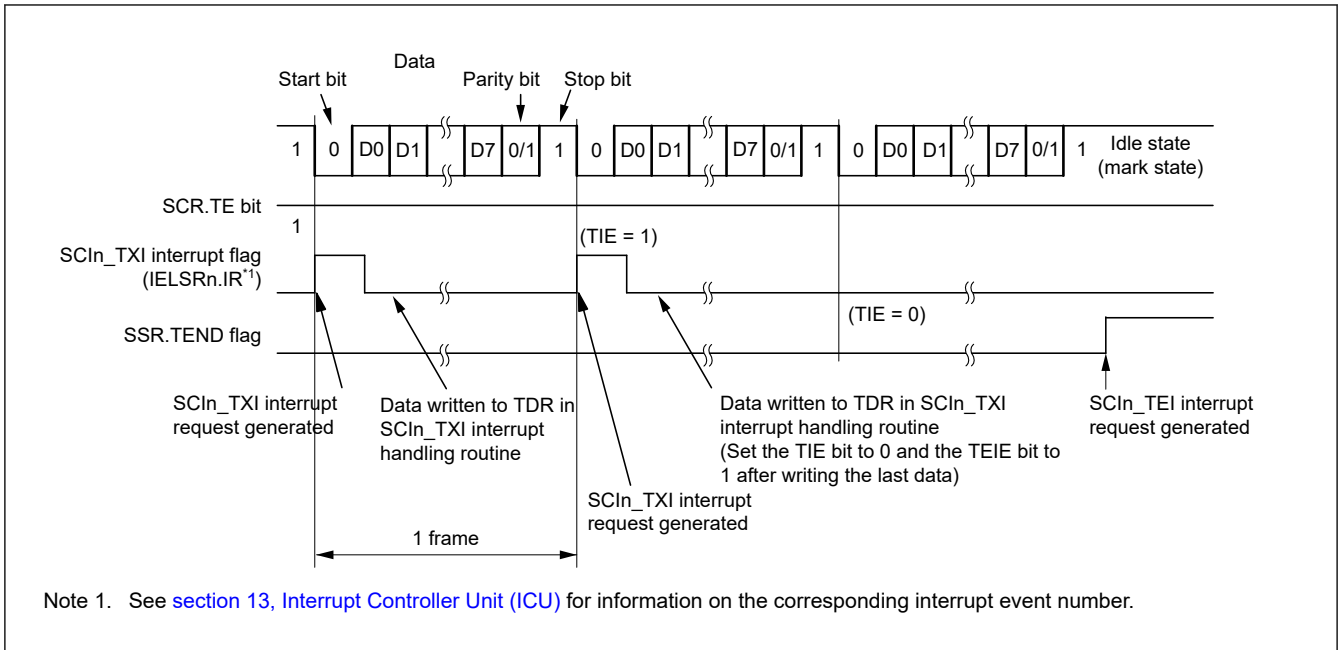 Data
Start bit
Parity bit
Stop bit
1 0 D0 D1 D7 0/1 1 0 D0 D1 D7 0/1 1 0 D0 D1 D7 0/1 1
Idle state
(mark state)
SCR.TE bit
1
(TIE = 1)
SCIn_TXI interrupt flag
(IELSRn.IR*1)
(TIE = 0)
SSR.TEND flag
SCIn_TXI interrupt
request generated
Data written to TDR in
SCIn_TXI interrupt
handling routine
Data written to TDR in SCIn_TXI
interrupt handling routine
(Set the TIE bit to 0 and the TEIE bit to
1 after writing the last data)
SCIn_TEI interrupt
request generated
SCIn_TXI interrupt
request generated
1 frame
Note 1. See section 13, Interrupt Controller Unit (ICU) for information on the corresponding interrupt event number.